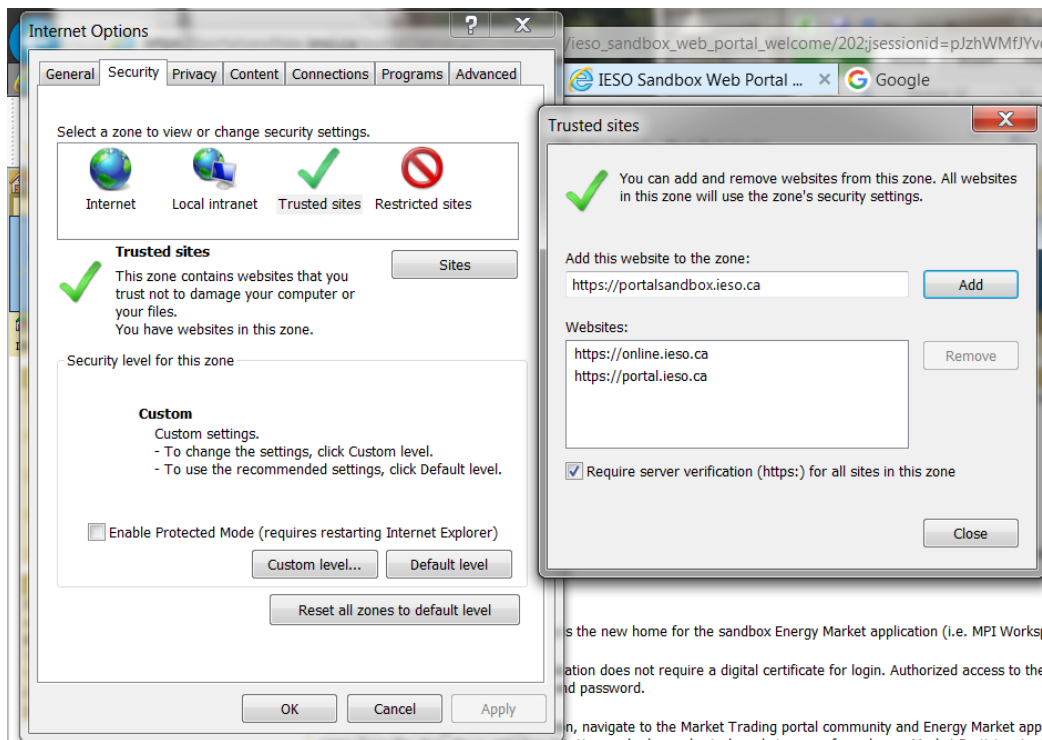 Internet Options
/ieso_sandbox_web_portal_welcome/202;jsessionid=pJzhWMfJYv
IESO Sandbox Web Portal ...
Google
General Security Privacy Content Connections Programs Advanced
Select a zone to view or change security settings.
Internet Local intranet Trusted sites Restricted sites
Trusted sites
This zone contains websites that you
trust not to damage your computer or
your files.
You have websites in this zone.
Sites
Security level for this zone
Custom
Custom settings.
- To change the settings, click Custom level.
- To use the recommended settings, click Default level.
Enable Protected Mode (requires restarting Internet Explorer)
Custom level... Default level
Reset all zones to default level
OK Cancel Apply
Trusted sites
You can add and remove websites from this zone. All websites
in this zone will use the zone's security settings.
Add this website to the zone:
https://portalsandbox.ieso.ca Add
Websites:
https://online.ieso.ca
https://portal.ieso.ca
Remove
Require server verification (https:) for all sites in this zone
Close
s the new home for the sandbox Energy Market application (i.e. MPI Works
ation does not require a digital certificate for login. Authorized access to the
nd password.
n, navigate to the Market Trading portal community and Energy Market app